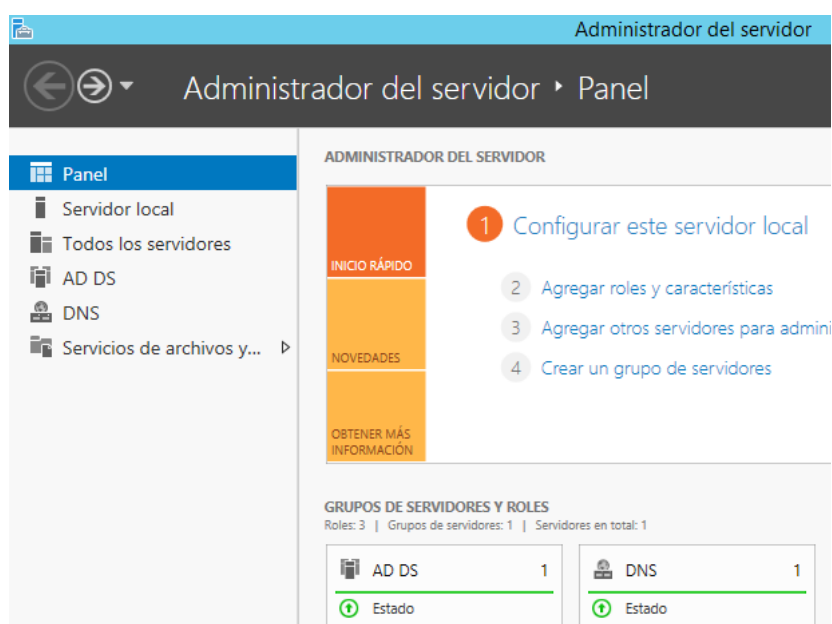 Administrador del servidor
Administrador del servidor ‣ Panel
Panel
Servidor local
Todos los servidores
AD DS
DNS
Servicios de archivos y...
ADMINISTRADOR DEL SERVIDOR
INICIO RÁPIDO
NOVEDADES
OBTENER MÁS
INFORMACIÓN
1 Configurar este servidor local
2 Agregar roles y características
3 Agregar otros servidores para admini
4 Crear un grupo de servidores
GRUPOS DE SERVIDORES Y ROLES
Roles: 3 | Grupos de servidores: 1 | Servidores en total: 1
AD DS 1
Estado
DNS 1
Estado